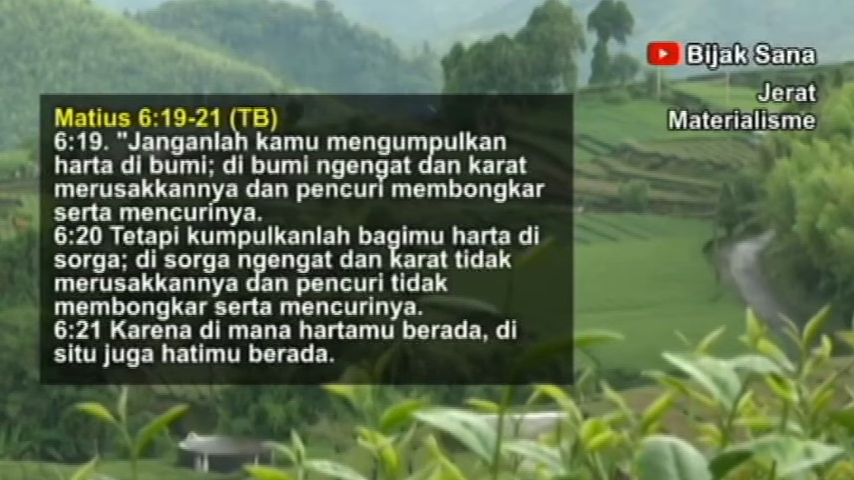 Bijak Sana
Jerat
Materialisme
Matius 6:19-21 (TB)
6:19. "Janganlah kamu mengumpulkan
harta di bumi; di bumi ngengat dan karat
merusakkannya dan pencuri membongkar
serta mencurinya.
6:20 Tetapi kumpulkanlah bagimu harta di
sorga; di sorga ngengat dan karat tidak
merusakkannya dan pencuri tidak
membongkar serta mencurinya.
6:21 Karena di mana hartamu berada, di
situ juga hatimu berada.